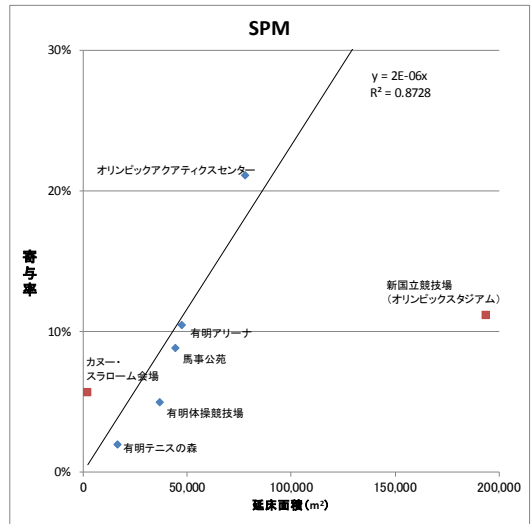 SPM
30%
y = 2E-06x
R² = 0.8728
オリンピックアクアティクスセンター
20%
寄与率
新国立競技場
（オリンピックスタジアム）
10%
有明アリーナ
馬事公苑
カヌー・
スラローム会場
有明体操競技場
有明テニスの森
0%
0
50,000
100,000
150,000
200,000
延床面積(m²)